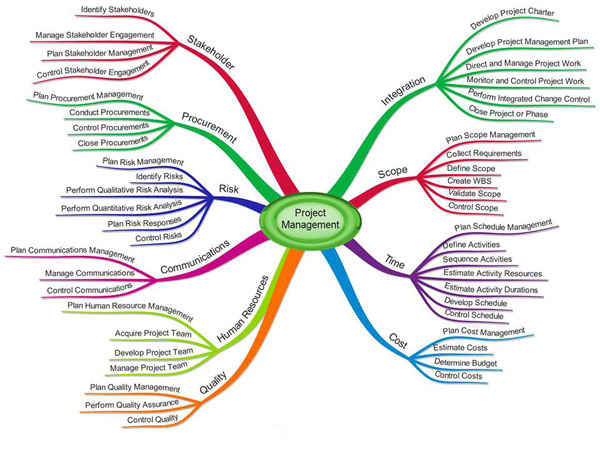 Project
Management
Integration
Develop Project Charter
Develop Project Management Plan
Direct and Manage Project Work
Monitor and Control Project Work
Perform Integrated Change Control
Close Project or Phase
Scope
Plan Scope Management
Collect Requirements
Define Scope
Create WBS
Validate Scope
Control Scope
Time
Plan Schedule Management
Define Activities
Sequence Activities
Estimate Activity Resources
Estimate Activity Durations
Develop Schedule
Control Schedule
Cost
Plan Cost Management
Estimate Costs
Determine Budget
Control Costs
Quality
Plan Quality Management
Perform Quality Assurance
Control Quality
Human Resources
Plan Human Resource Management
Acquire Project Team
Develop Project Team
Manage Project Team
Communications
Plan Communications Management
Manage Communications
Control Communications
Risk
Plan Risk Management
Identify Risks
Perform Qualitative Risk Analysis
Perform Quantitative Risk Analysis
Plan Risk Responses
Control Risks
Procurement
Plan Procurement Management
Conduct Procurements
Control Procurements
Close Procurements
Stakeholder
Identify Stakeholders
Manage Stakeholder Engagement
Plan Stakeholder Management
Control Stakeholder Engagement